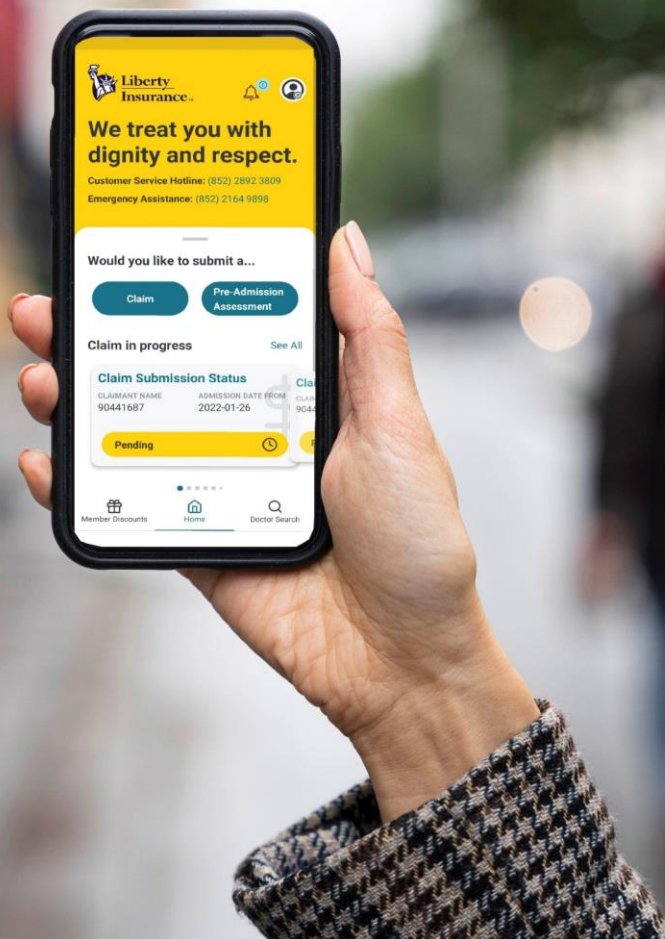 Liberty
Insurance
We treat you with
dignity and respect.
Customer Service Hotline: (852) 2892 3809
Emergency Assistance: (852) 2164 9898
Would you like to submit a...
Claim
Pre-Admission
Assessment
Claim in progress
See All
Claim Submission Status
CLAIMANT NAME
ADMISSION DATE FROM
90441687
2022-01-26
Pending
Member Discounts
Home
Doctor Search